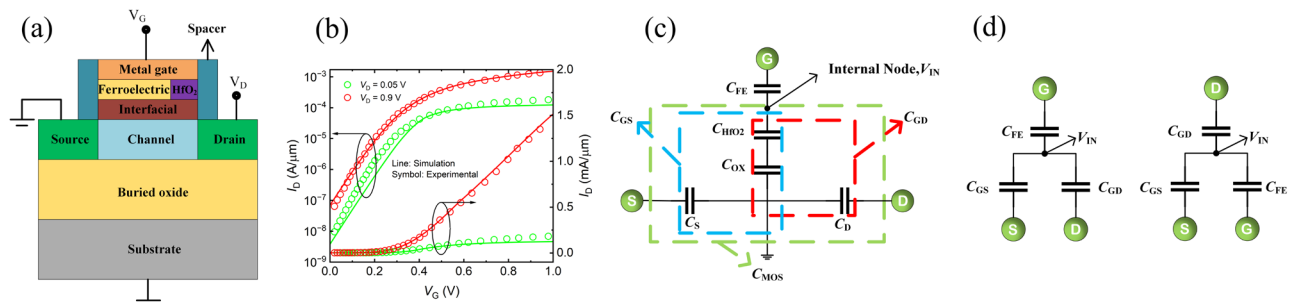 (a)
V_G
Spacer
Metal gate
V_D
Ferroelectric
HfO₂
Interfacial
Source
Channel
Drain
Buried oxide
Substrate
(b)
10⁻³
10⁻⁴
10⁻⁵
10⁻⁶
10⁻⁷
10⁻⁸
10⁻⁹
I_D (A/μm)
V_D = 0.05 V
V_D = 0.9 V
Line: Simulation
Symbol: Experimental
2.0
1.5
1.0
0.5
0.0
I_D (mA/μm)
0.0 0.2 0.4 0.6 0.8 1.0
V_G (V)
(c)
G
C_FE
Internal Node,V_IN
C_GS
C_HfO2
C_GD
C_OX
S
D
C_S
C_D
C_MOS
(d)
G
C_FE
V_IN
C_GS
C_GD
S
D
D
C_GD
V_IN
C_GS
C_FE
S
G